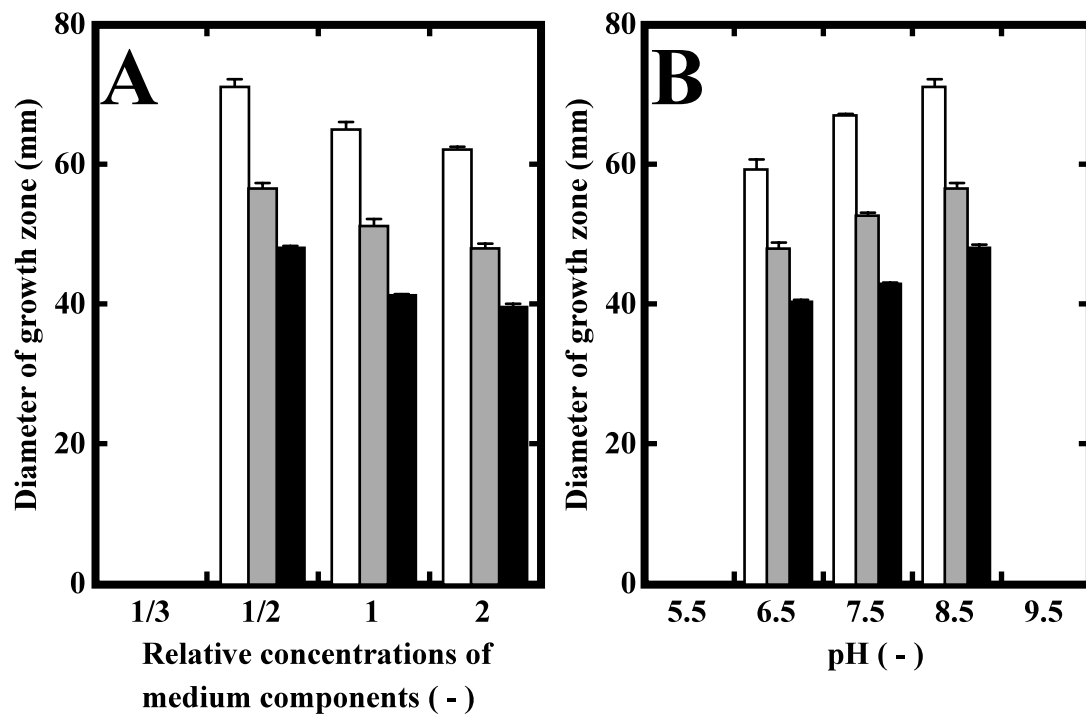 A
Diameter of growth zone (mm)
80
60
40
20
0
1/3 1/2 1 2
Relative concentrations of
medium components ( - )
B
Diameter of growth zone (mm)
80
60
40
20
0
5.5 6.5 7.5 8.5 9.5
pH ( - )